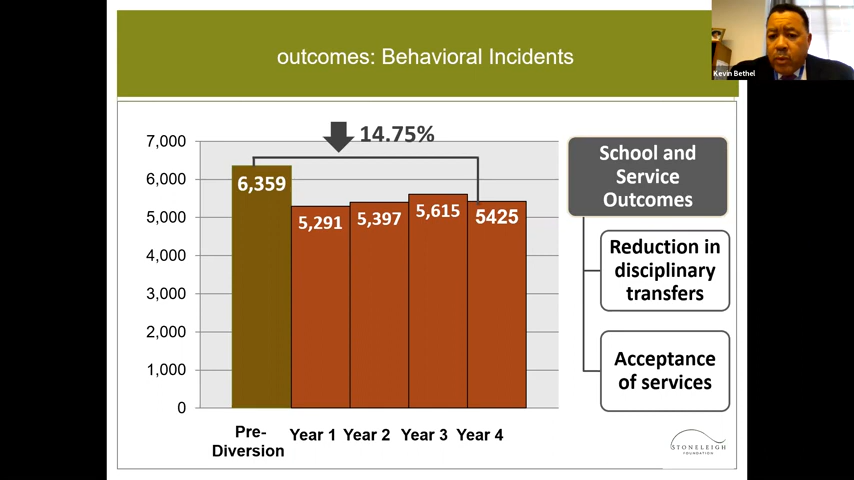 outcomes: Behavioral Incidents
Kevin Bethel
14.75%
7,000
6,000
5,000
4,000
3,000
2,000
1,000
0
6,359
5,291
5,397
5,615
5425
Pre-
Diversion
Year 1
Year 2
Year 3
Year 4
School and
Service
Outcomes
Reduction in
disciplinary
transfers
Acceptance
of services
STONELEIGH
FOUNDATION